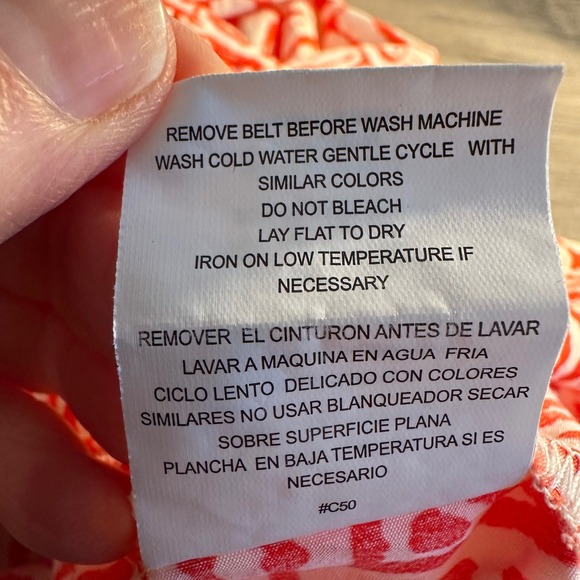 REMOVE BELT BEFORE WASH MACHINE
WASH COLD WATER GENTLE CYCLE WITH
SIMILAR COLORS
DO NOT BLEACH
LAY FLAT TO DRY
IRON ON LOW TEMPERATURE IF
NECESSARY
REMOVER EL CINTURON ANTES DE LAVAR
LAVAR A MAQUINA EN AGUA FRIA
CICLO LENTO DELICADO CON COLORES
SIMILARES NO USAR BLANQUEADOR SECAR
SOBRE SUPERFICIE PLANA
PLANCHA EN BAJA TEMPERATURA SI ES
NECESARIO
#C50